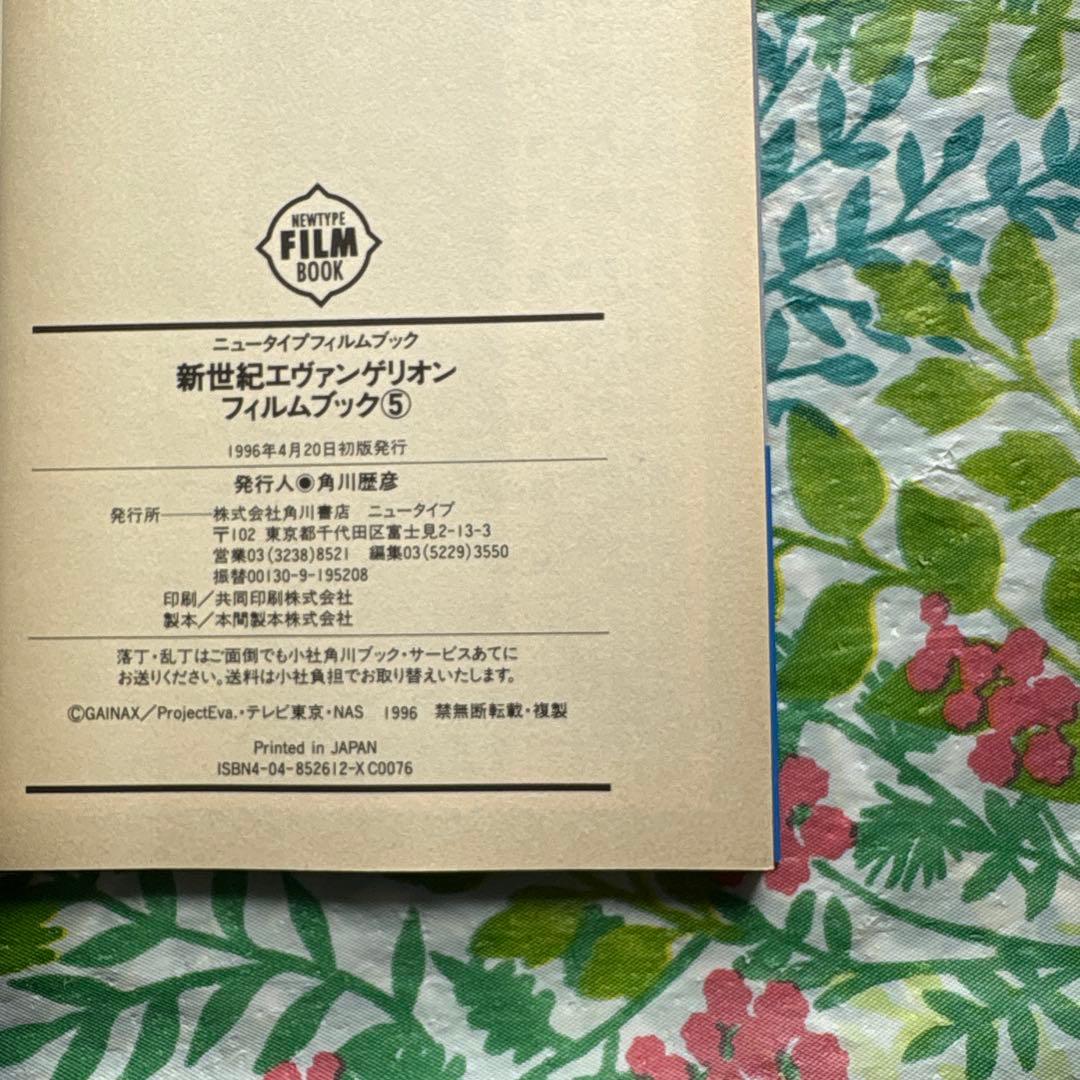 NEWTYPE
FILM
BOOK
ニュータイプフィルムブック
新世紀エヴァンゲリオン
フィルムブック⑤
1996年4月20日初版発行
発行人◉角川歴彦
発行所――株式会社角川書店 ニュータイプ
〒102 東京都千代田区富士見2-13-3
営業03(3238)8521 編集03(5229)3550
振替00130-9-195208
印刷/共同印刷株式会社
製本/本間製本株式会社
落丁・乱丁はご面倒でも小社角川ブック・サービスあてに
お送りください。送料は小社負担でお取り替えいたします。
©GAINAX/ProjectEva.・テレビ東京・NAS 1996 禁無断転載・複製
Printed in JAPAN
ISBN4-04-852612-X C0076